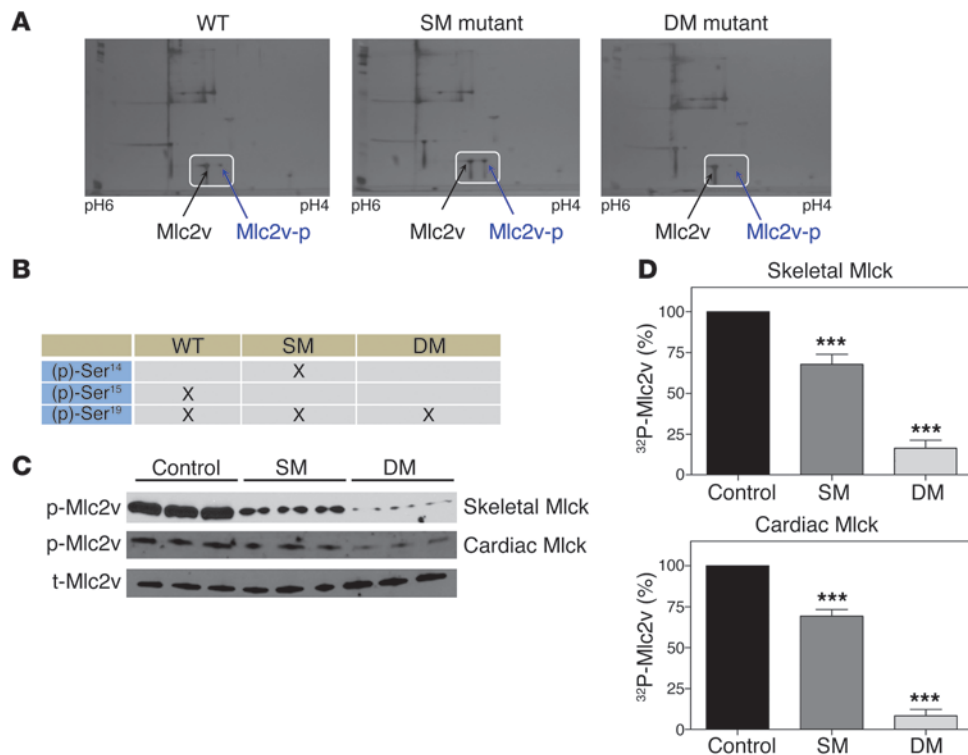 A
WT
SM mutant
DM mutant
pH6
pH4
pH6
pH4
pH6
pH4
Mlc2v
Mlc2v-p
Mlc2v
Mlc2v-p
Mlc2v
Mlc2v-p
B
WT SM DM
(p)-Ser¹⁴ X
(p)-Ser¹⁵ X
(p)-Ser¹⁹ X X X
C
Control SM DM
p-Mlc2v Skeletal Mlck
p-Mlc2v Cardiac Mlck
t-Mlc2v
D
Skeletal Mlck
³²P-Mlc2v (%)
100
75
50
25
0
***
***
Control SM DM
Cardiac Mlck
³²P-Mlc2v (%)
100
75
50
25
0
***
***
Control SM DM